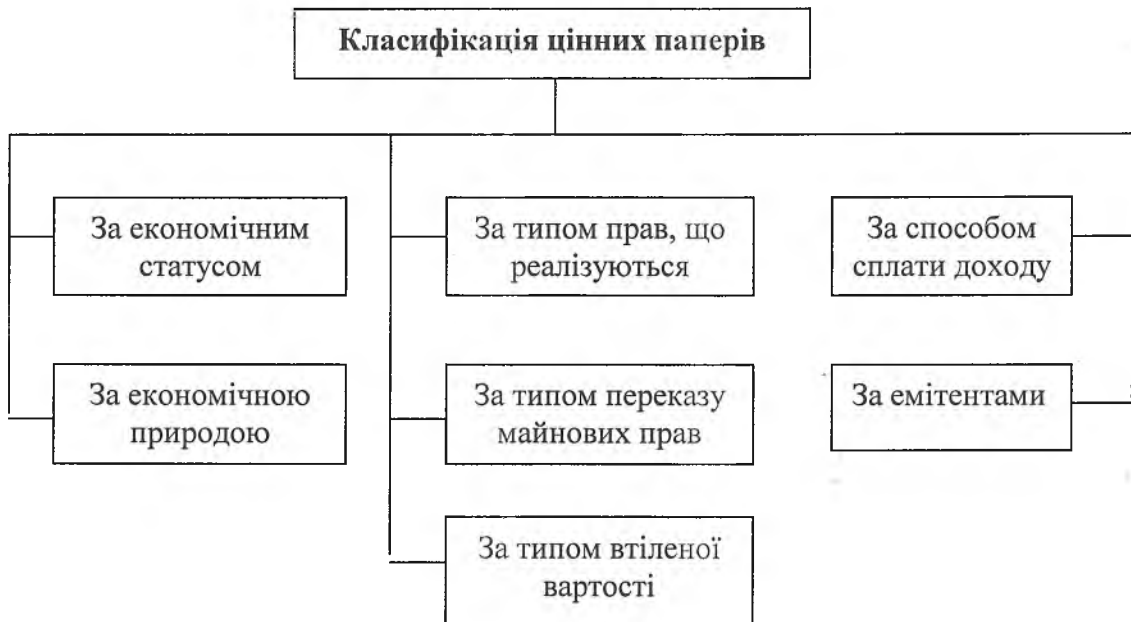 Класифікація цінних паперів
За економічним
статусом
За типом прав, що
реалізуються
За способом
сплати доходу
За економічною
природою
За типом переказу
майнових прав
За емітентами
За типом втіленої
вартості